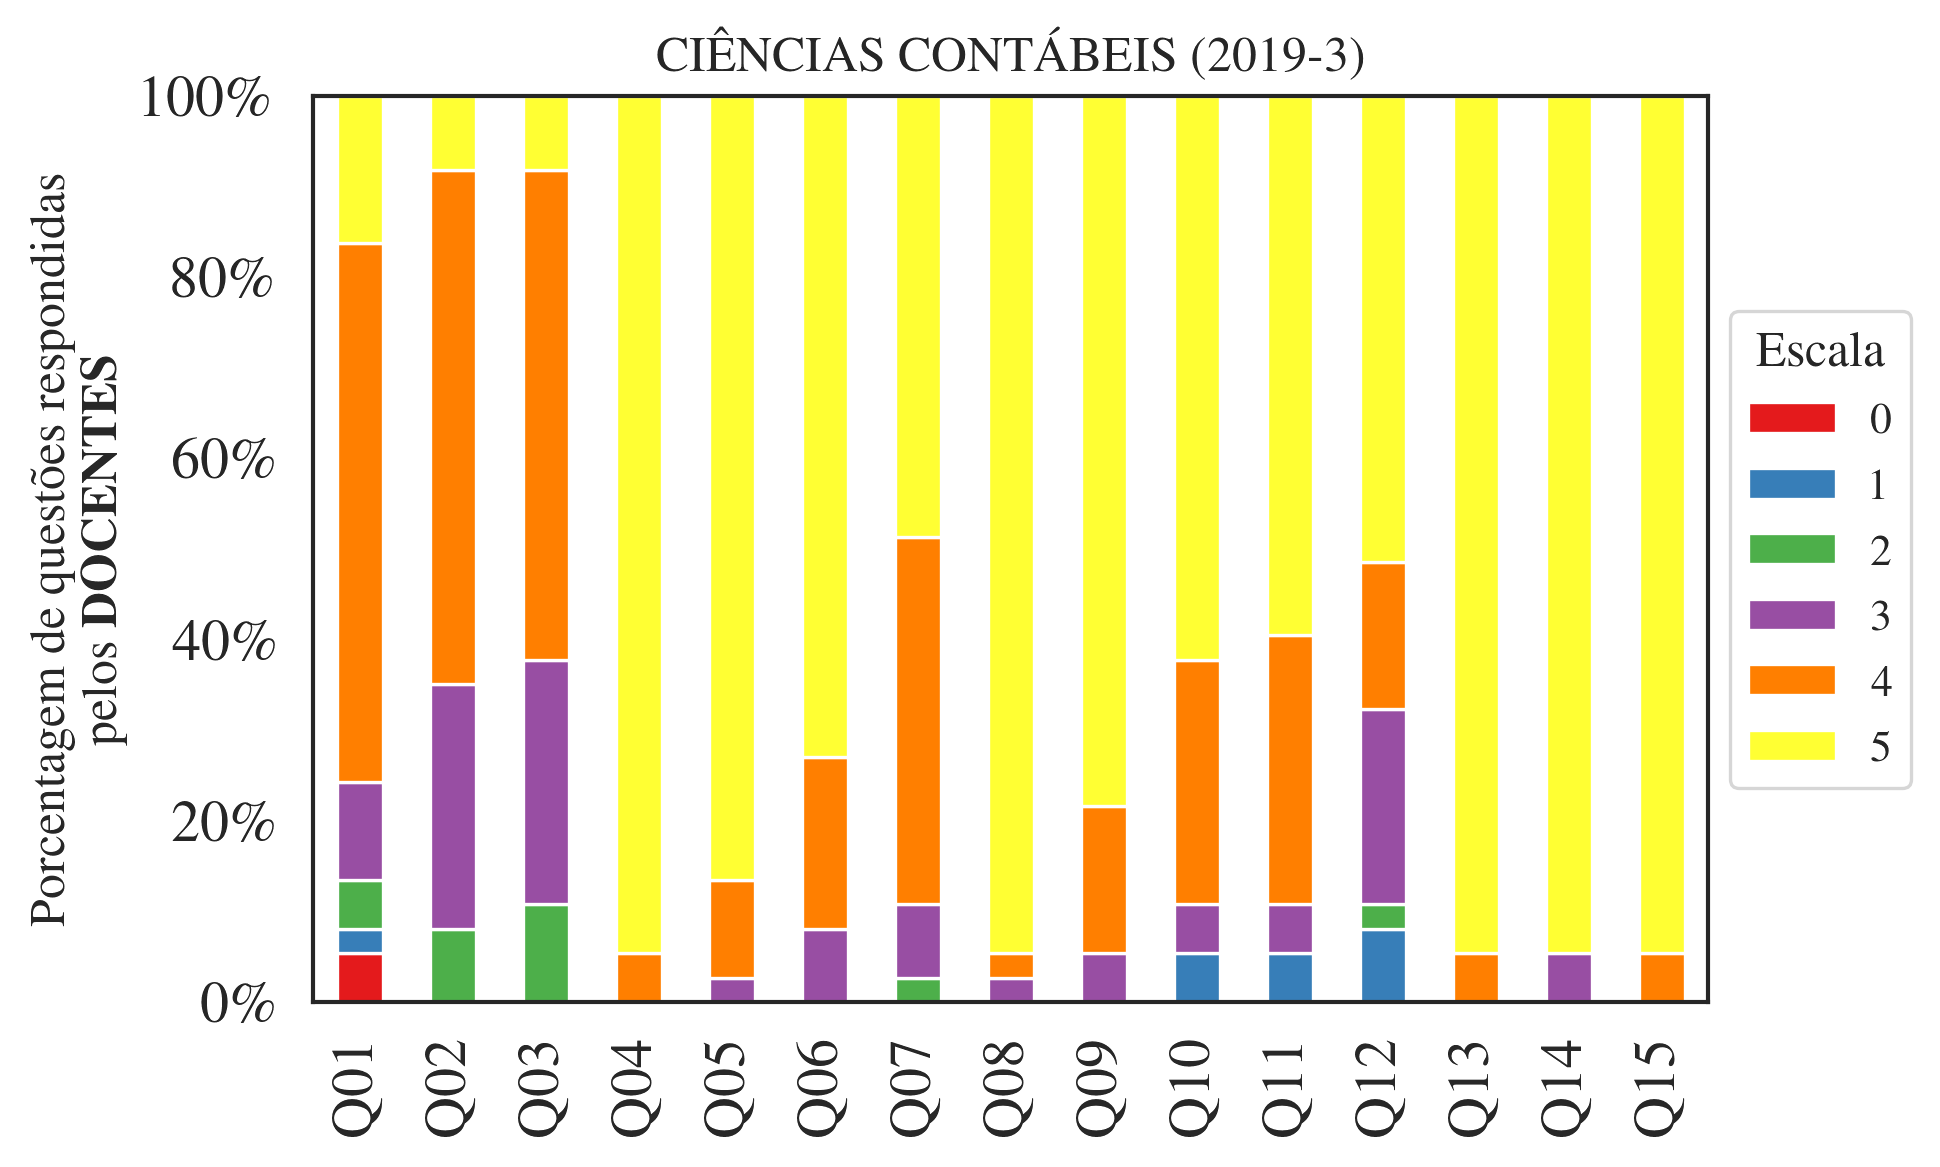 CIÊNCIAS CONTÁBEIS (2019-3)
Porcentagem de questões respondidas
pelos DOCENTES
100%
80%
60%
40%
20%
0%
Q01
Q02
Q03
Q04
Q05
Q06
Q07
Q08
Q09
Q10
Q11
Q12
Q13
Q14
Q15
Escala
0
1
2
3
4
5